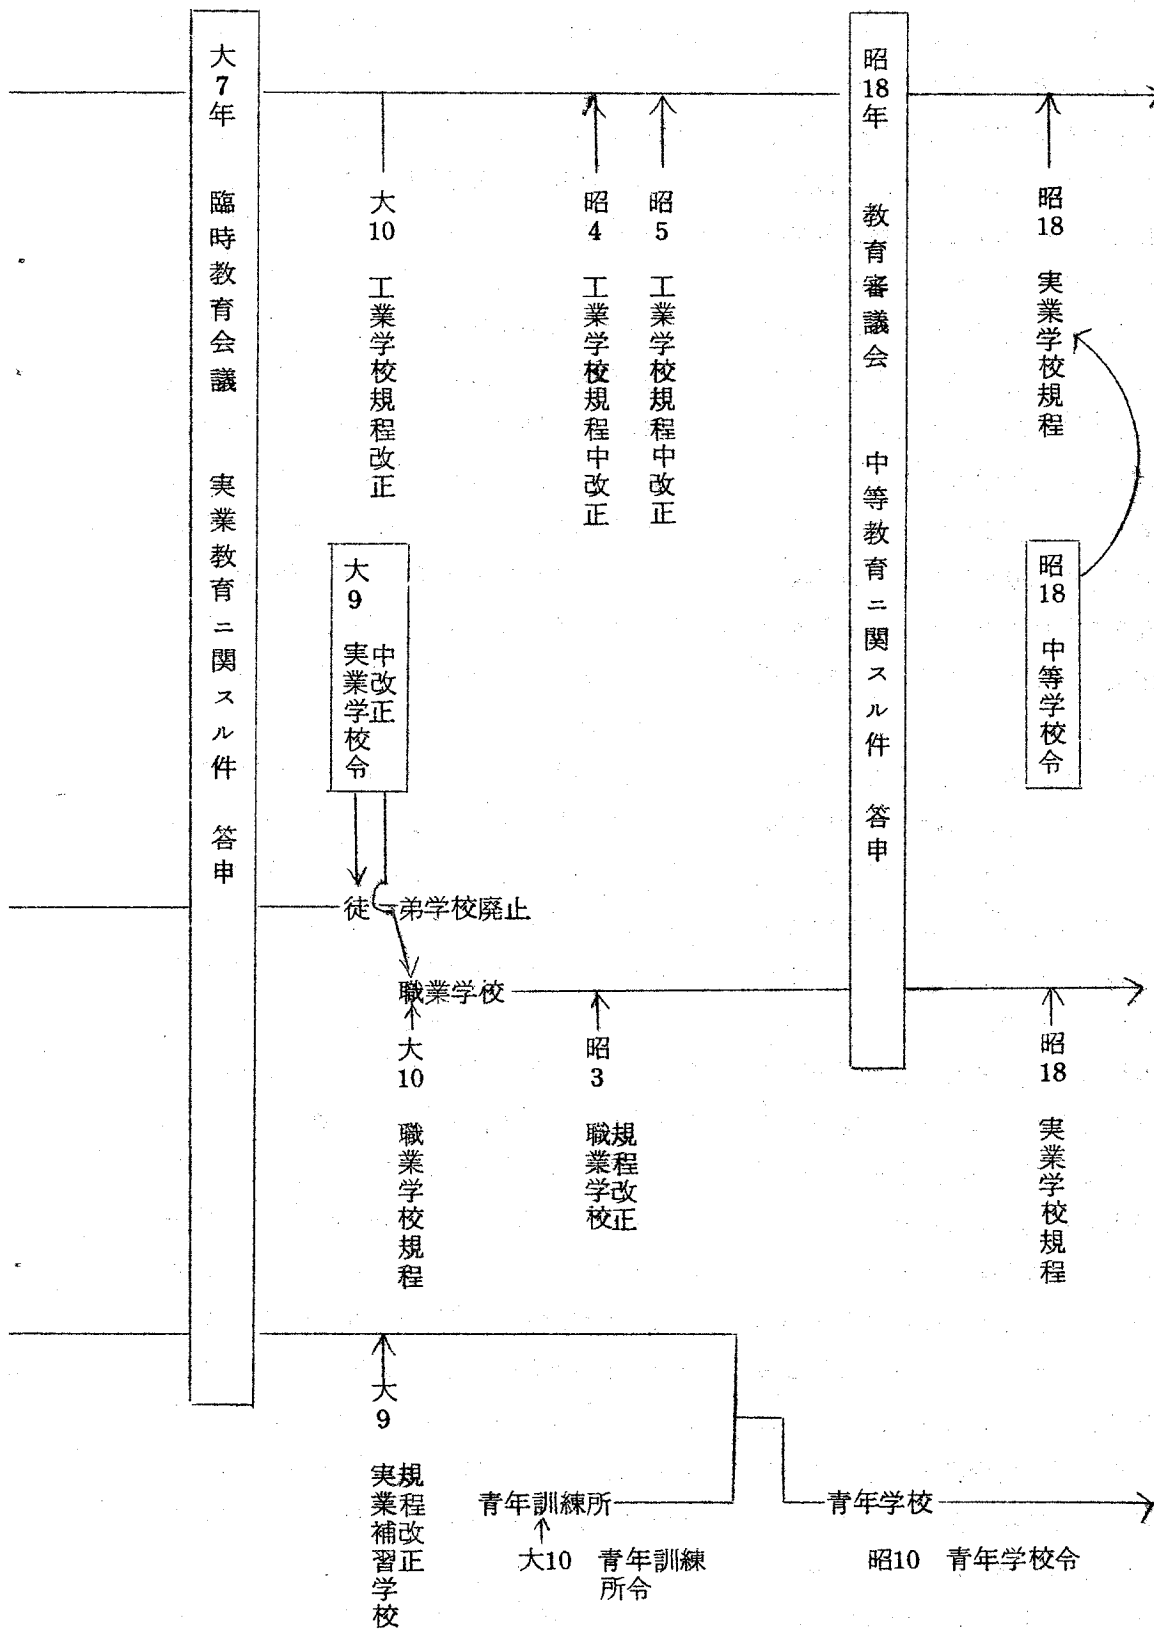 大7年 臨時教育会議 実業教育ニ関スル件 答申
大10 工業学校規程改正
昭4 工業学校規程中改正
昭5 工業学校規程中改正
昭18年 教育審議会 中等教育ニ関スル件 答申
昭18 実業学校規程
大9 実業学校令
中改正
昭18 中等学校令
徒弟学校廃止
職業学校
大10 職業学校規程
昭3 職業学校
規程改正
昭18 実業学校規程
大9 実業補習学校
規程改正
青年訓練所
大10 青年訓練
所令
青年学校
昭10 青年学校令